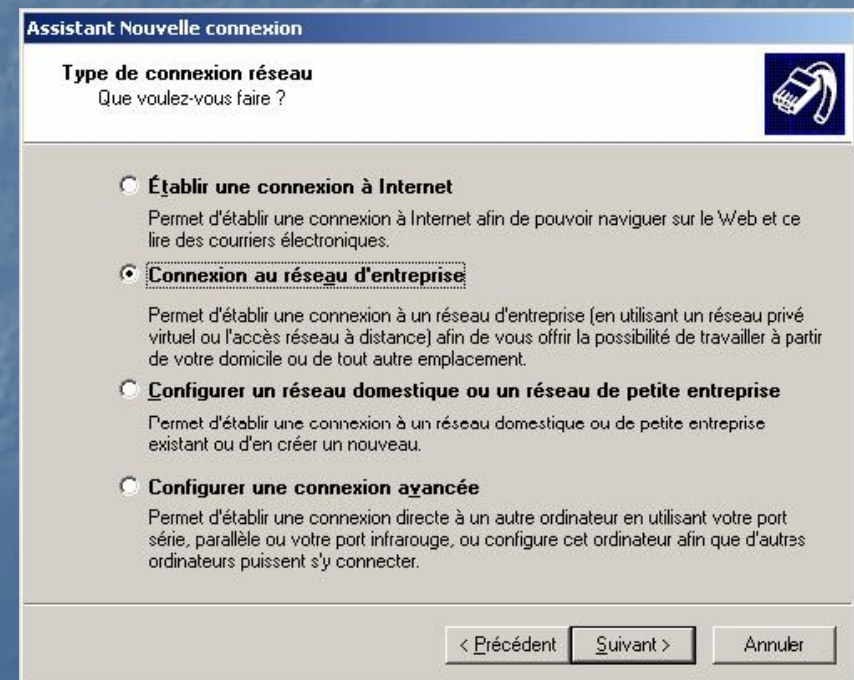 Assistant Nouvelle connexion
Type de connexion réseau
Que voulez-vous faire ?
Établir une connexion à Internet
Permet d'établir une connexion à Internet afin de pouvoir naviguer sur le Web et ce
lire des courriers électroniques.
Connexion au réseau d'entreprise
Permet d'établir une connexion à un réseau d'entreprise (en utilisant un réseau privé
virtuel ou l'accès réseau à distance) afin de vous offrir la possibilité de travailler à partir
de votre domicile ou de tout autre emplacement.
Configurer un réseau domestique ou un réseau de petite entreprise
Permet d'établir une connexion à un réseau domestique ou de petite entreprise
existant ou d'en créer un nouveau.
Configurer une connexion avancée
Permet d'établir une connexion directe à un autre ordinateur en utilisant votre port
série, parallèle ou votre port infrarouge, ou configure cet ordinateur afin que d'autres
ordinateurs puissent s'y connecter.
< Précédent Suivant > Annuler